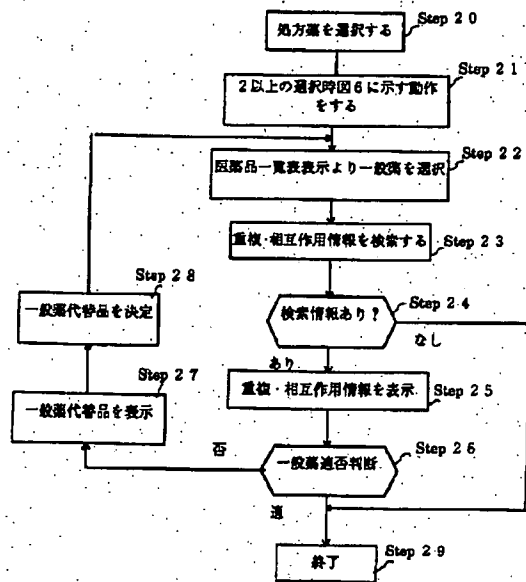 処方薬を選択する
Step 20
2以上の選択時図6に示す動作
をする
Step 21
医薬品一覧表表示より一般薬を選択
Step 22
重複・相互作用情報を検索する
Step 23
検索情報あり?
Step 24
なし
あり
重複・相互作用情報を表示
Step 25
一般薬適否判断
Step 26
否
適
一般薬代替品を表示
Step 27
一般薬代替品を決定
Step 28
終了
Step 29